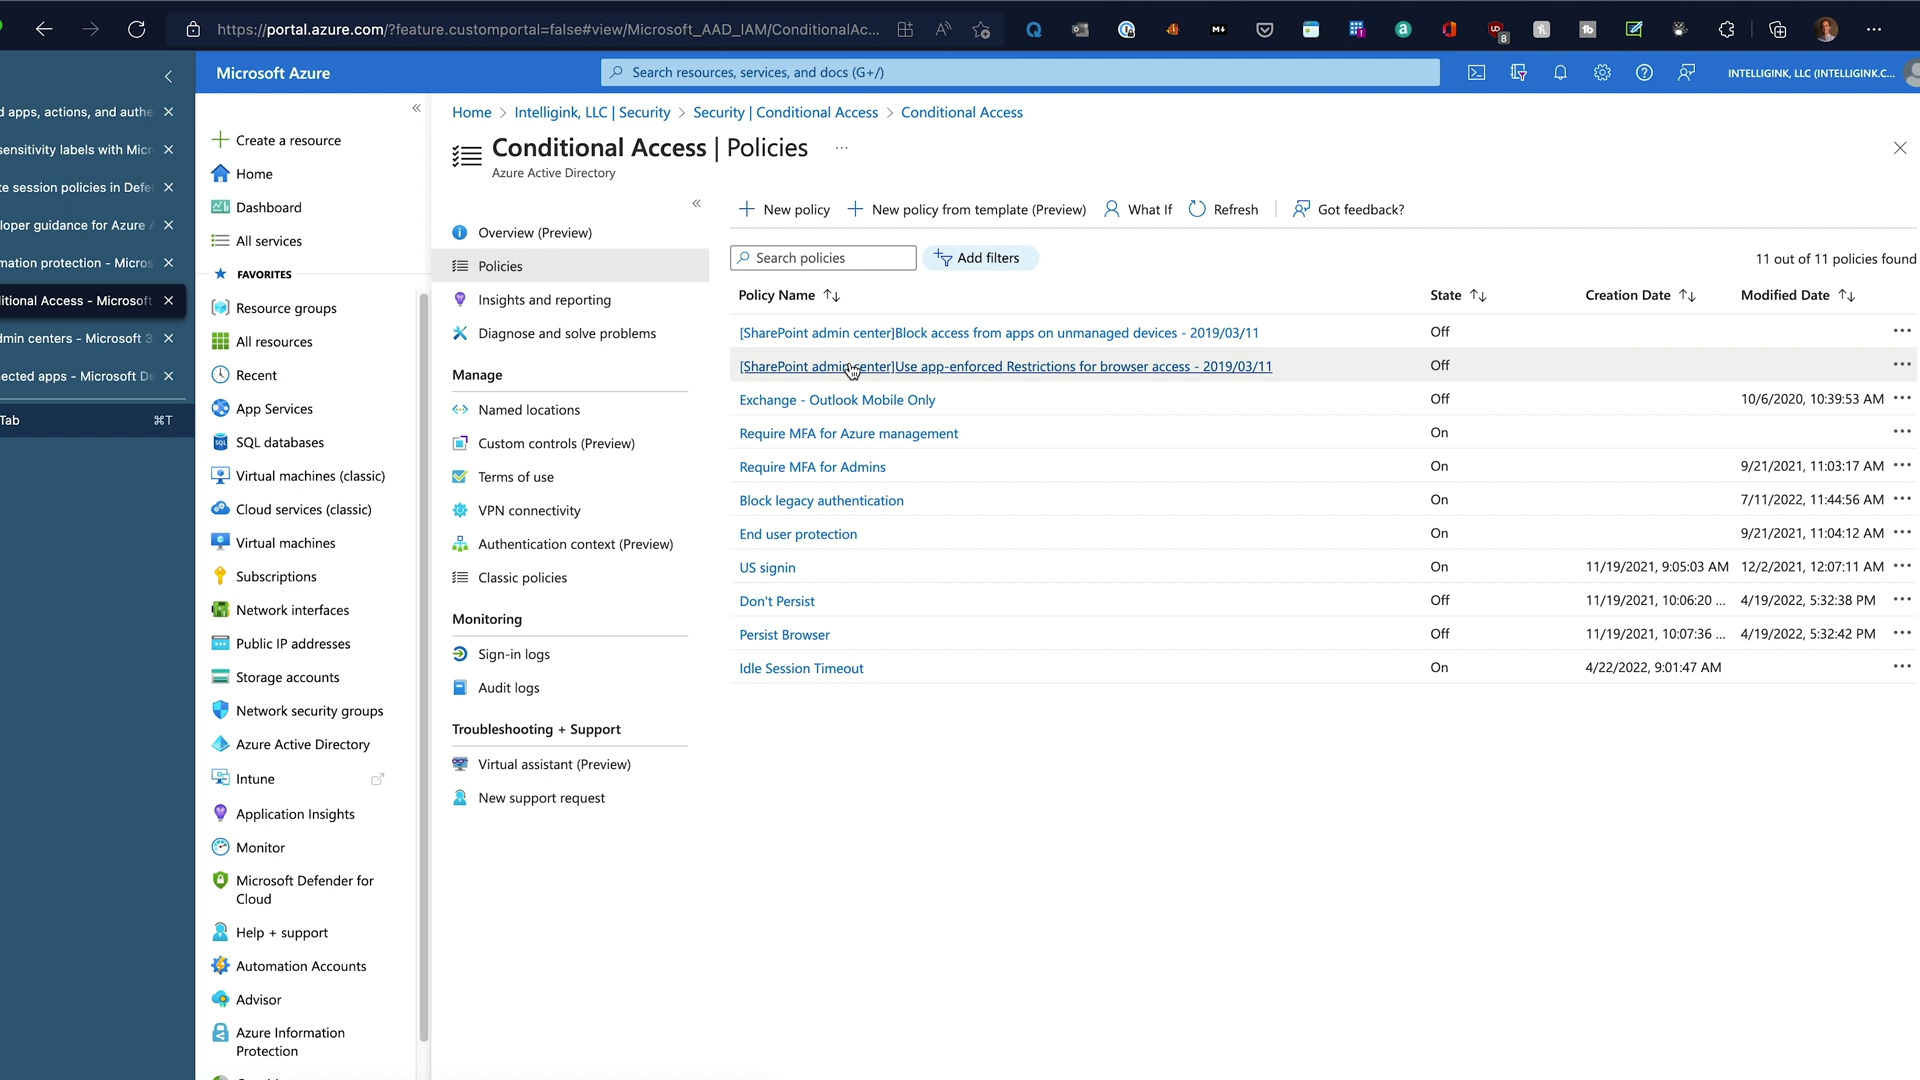 https://portal.azure.com/?feature.customportal=false#view/Microsoft_AAD_IAM/ConditionalAc...
8
Microsoft Azure
Search resources, services, and docs (G+/)
INTELLIGINK, LLC (INTELLIGINK.C...
d apps, actions, and authe
sensitivity labels with Micr
te session policies in Defe
loper guidance for Azure
mation protection - Micros
ditional Access - Microsoft
dmin centers - Microsoft 3
ected apps - Microsoft De
Tab ⌘T
Create a resource
Home
Dashboard
All services
FAVORITES
Resource groups
All resources
Recent
App Services
SQL databases
Virtual machines (classic)
Cloud services (classic)
Virtual machines
Subscriptions
Network interfaces
Public IP addresses
Storage accounts
Network security groups
Azure Active Directory
Intune
Application Insights
Monitor
Microsoft Defender for
Cloud
Help + support
Automation Accounts
Advisor
Azure Information
Protection
Home > Intelligink, LLC | Security > Security | Conditional Access > Conditional Access
Conditional Access | Policies ...
Azure Active Directory
Overview (Preview)
Policies
Insights and reporting
Diagnose and solve problems
Manage
Named locations
Custom controls (Preview)
Terms of use
VPN connectivity
Authentication context (Preview)
Classic policies
Monitoring
Sign-in logs
Audit logs
Troubleshooting + Support
Virtual assistant (Preview)
New support request
New policy New policy from template (Preview) What If Refresh Got feedback?
Search policies Add filters 11 out of 11 policies found
Policy Name State Creation Date Modified Date
[SharePoint admin center]Block access from apps on unmanaged devices - 2019/03/11 Off
[SharePoint admin center]Use app-enforced Restrictions for browser access - 2019/03/11 Off
Exchange - Outlook Mobile Only Off 10/6/2020, 10:39:53 AM
Require MFA for Azure management On
Require MFA for Admins On 9/21/2021, 11:03:17 AM
Block legacy authentication On 7/11/2022, 11:44:56 AM
End user protection On 9/21/2021, 11:04:12 AM
US signin On 11/19/2021, 9:05:03 AM 12/2/2021, 12:07:11 AM
Don't Persist Off 11/19/2021, 10:06:20 ... 4/19/2022, 5:32:38 PM
Persist Browser Off 11/19/2021, 10:07:36 ... 4/19/2022, 5:32:42 PM
Idle Session Timeout On 4/22/2022, 9:01:47 AM